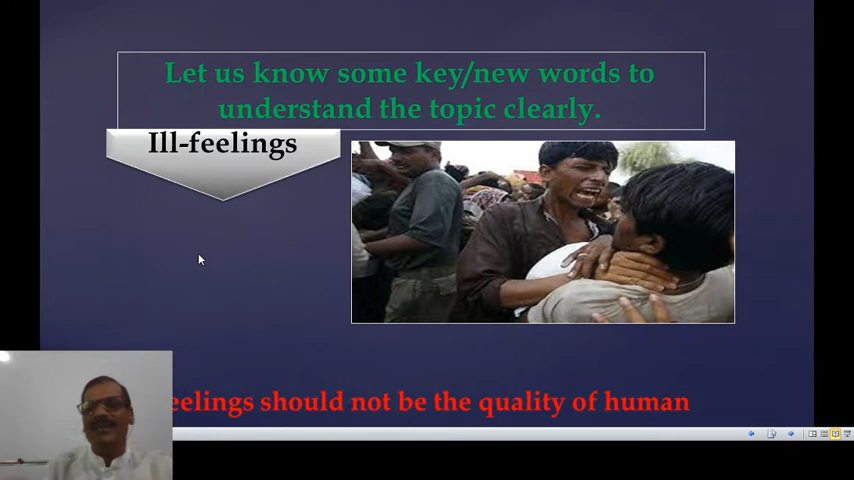 Let us know some key/new words to
understand the topic clearly.
Ill-feelings
eelings should not be the quality of human